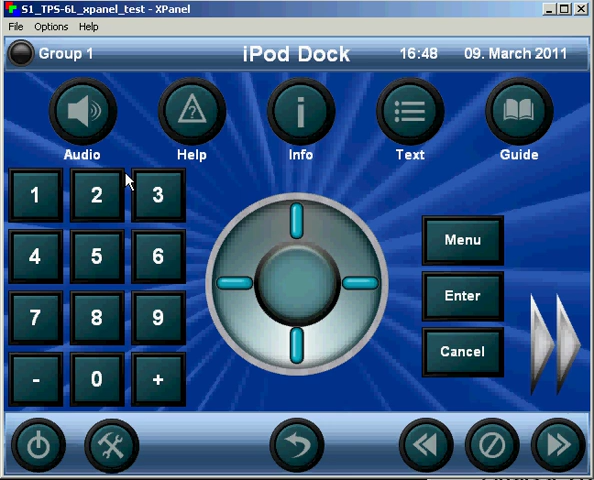 S1_TPS-6L_xpanel_test - XPanel
File Options Help
Group 1 iPod Dock 16:48 09. March 2011
Audio Help Info Text Guide
1 2 3
4 5 6
7 8 9
- 0 +
Menu
Enter
Cancel